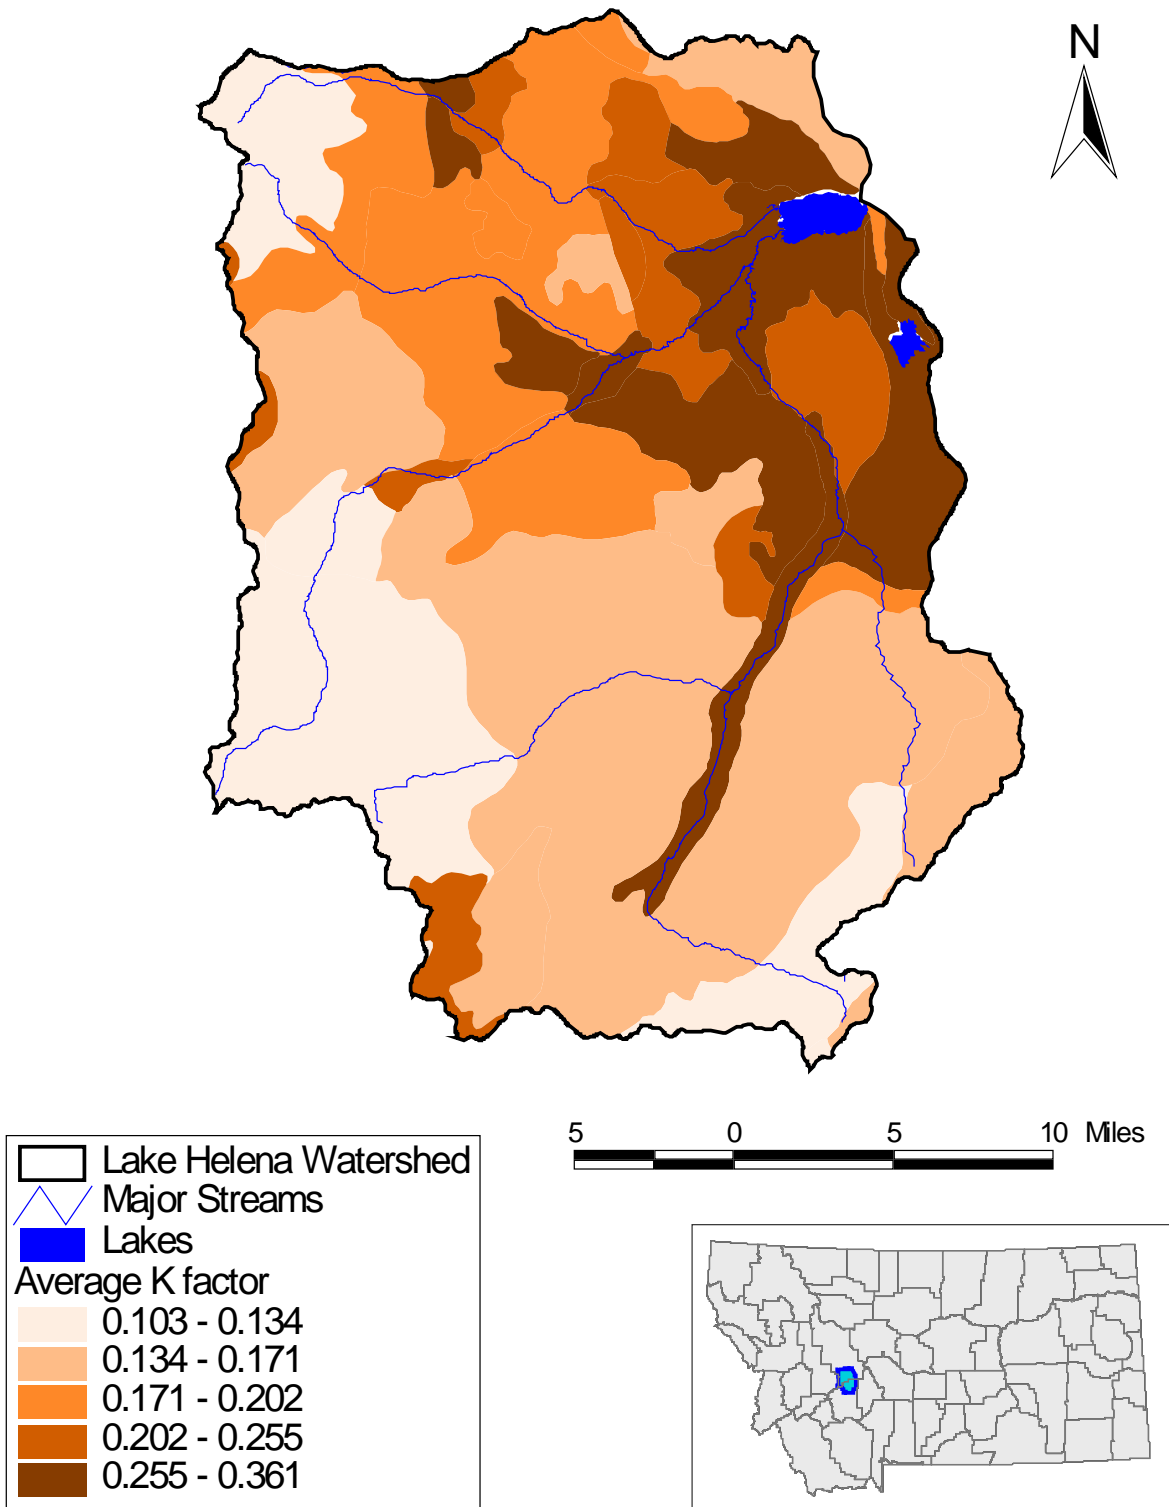 N
5 0 5 10 Miles
Lake Helena Watershed
Major Streams
Lakes
Average K factor
0.103 - 0.134
0.134 - 0.171
0.171 - 0.202
0.202 - 0.255
0.255 - 0.361